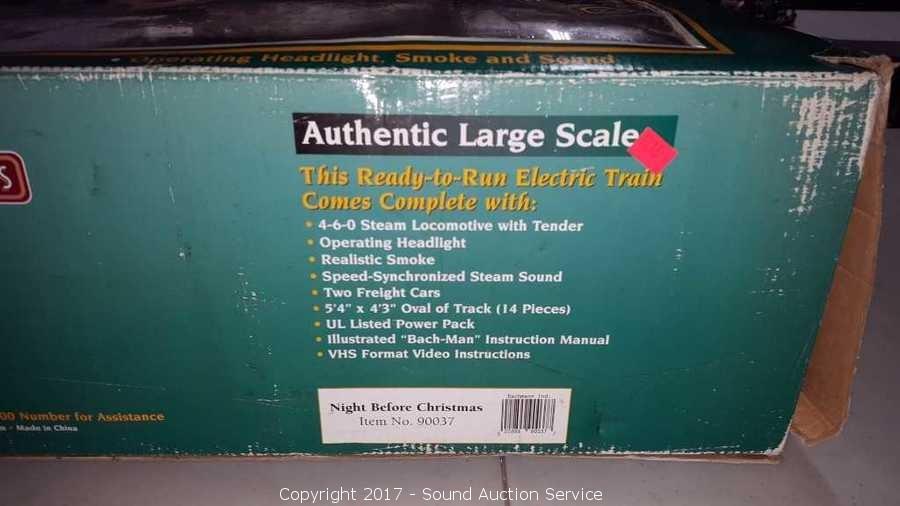 • Operating Headlight, Smoke and Sound
Authentic Large Scale
This Ready-to-Run Electric Train
Comes Complete with:
• 4-6-0 Steam Locomotive with Tender
• Operating Headlight
• Realistic Smoke
• Speed-Synchronized Steam Sound
• Two Freight Cars
• 5'4" x 4'3" Oval of Track (14 Pieces)
• UL Listed Power Pack
• Illustrated "Bach-Man" Instruction Manual
• VHS Format Video Instructions
S
Night Before Christmas
Item No. 90037
Bachmann Ind.
00 Number for Assistance
- Made in China
Copyright 2017 - Sound Auction Service